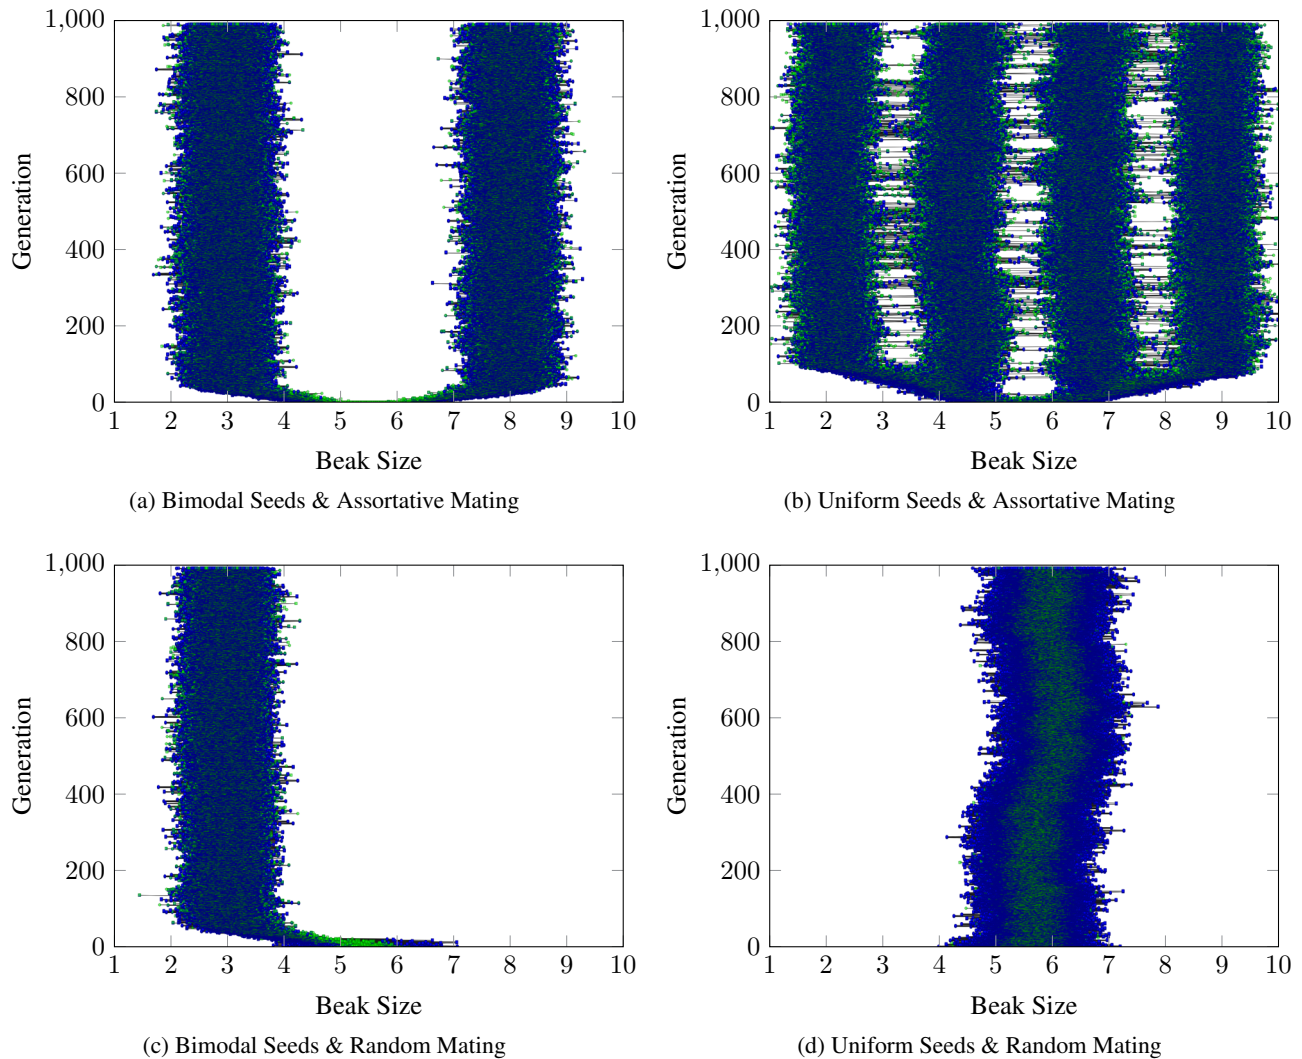 1,000
800
600
400
200
0
Generation
1 2 3 4 5 6 7 8 9 10
Beak Size
(a) Bimodal Seeds & Assortative Mating
1,000
800
600
400
200
0
Generation
1 2 3 4 5 6 7 8 9 10
Beak Size
(b) Uniform Seeds & Assortative Mating
1,000
800
600
400
200
0
Generation
1 2 3 4 5 6 7 8 9 10
Beak Size
(c) Bimodal Seeds & Random Mating
1,000
800
600
400
200
0
Generation
1 2 3 4 5 6 7 8 9 10
Beak Size
(d) Uniform Seeds & Random Mating